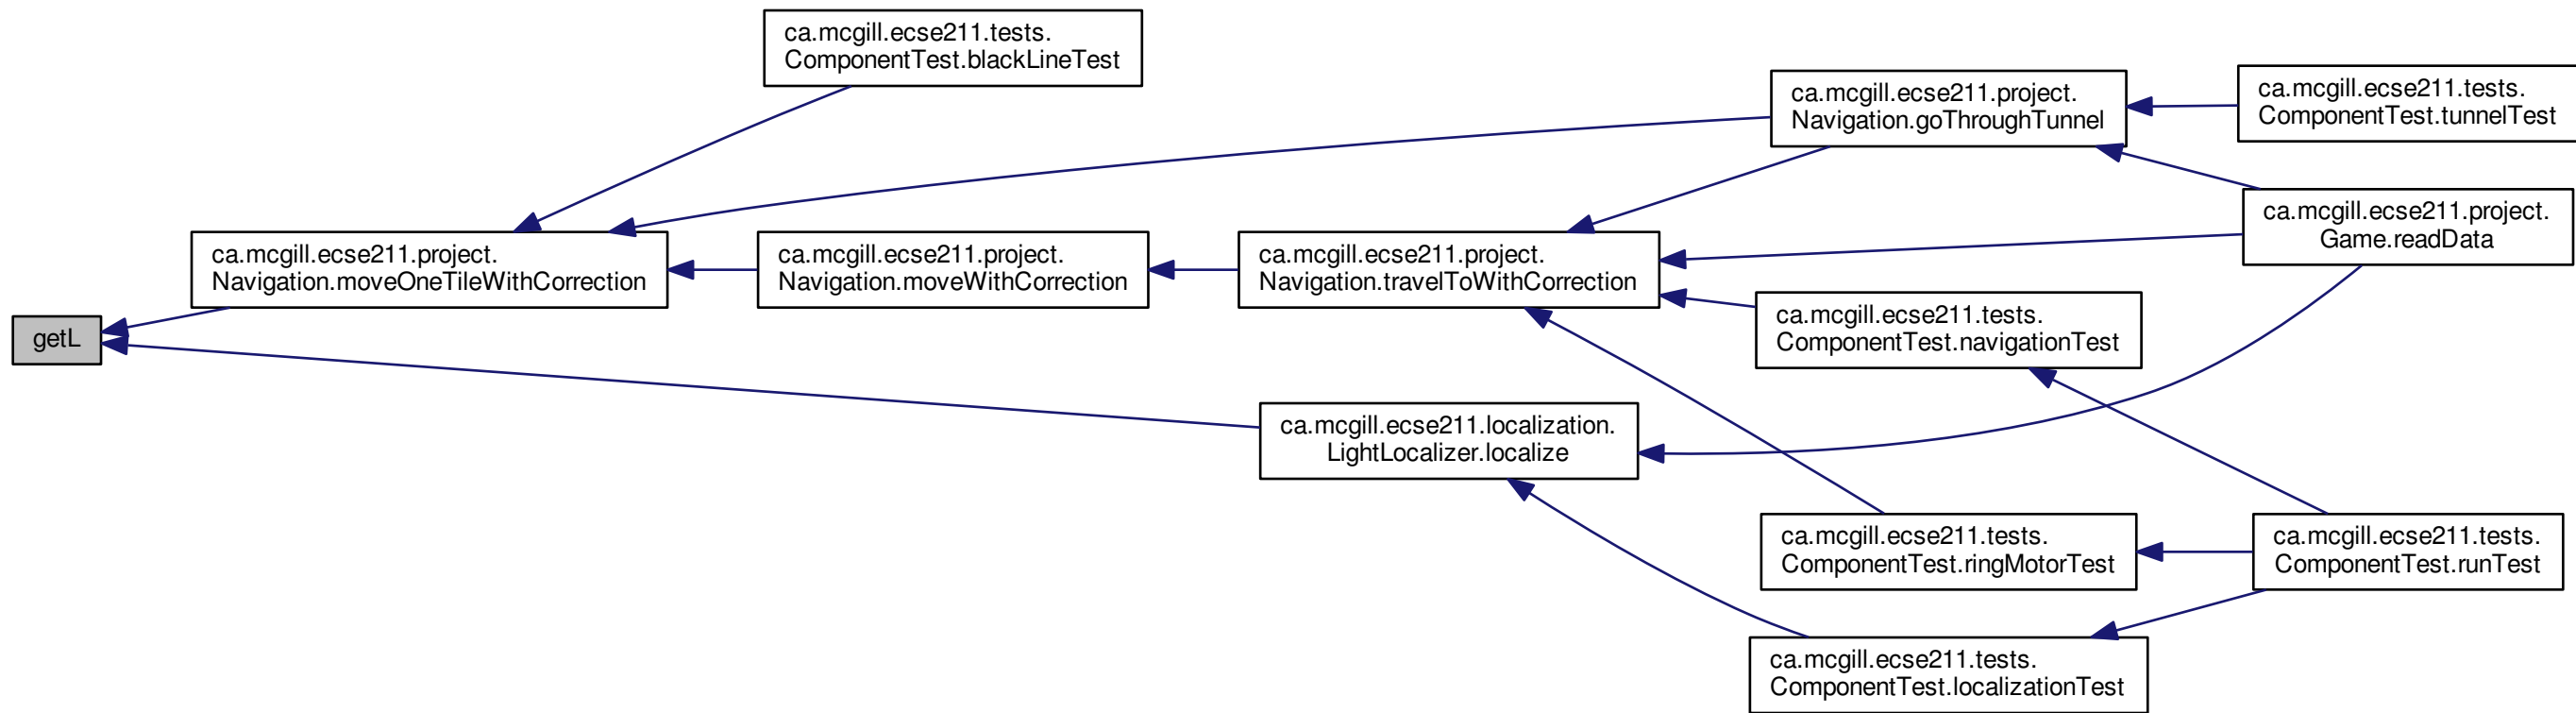 ca.mcgill.ecse211.tests.
ComponentTest.blackLineTest
ca.mcgill.ecse211.project.
Navigation.goThroughTunnel
ca.mcgill.ecse211.tests.
ComponentTest.tunnelTest
ca.mcgill.ecse211.project.
Game.readData
ca.mcgill.ecse211.project.
Navigation.moveOneTileWithCorrection
ca.mcgill.ecse211.project.
Navigation.moveWithCorrection
ca.mcgill.ecse211.project.
Navigation.travelToWithCorrection
getL
ca.mcgill.ecse211.tests.
ComponentTest.navigationTest
ca.mcgill.ecse211.localization.
LightLocalizer.localize
ca.mcgill.ecse211.tests.
ComponentTest.ringMotorTest
ca.mcgill.ecse211.tests.
ComponentTest.runTest
ca.mcgill.ecse211.tests.
ComponentTest.localizationTest